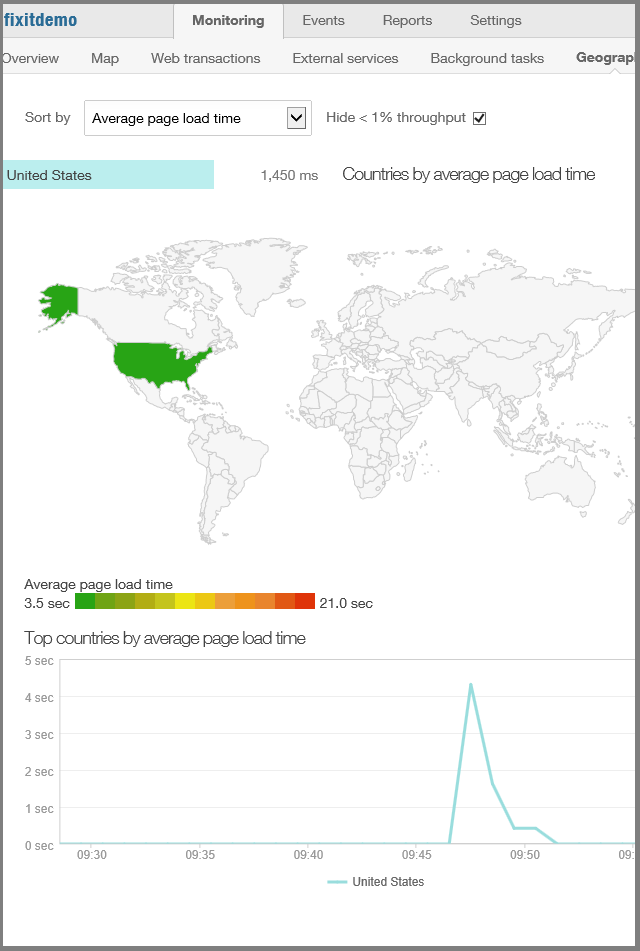 fixitdemo Monitoring Events Reports Settings
Overview Map Web transactions External services Background tasks Geograp
Sort by Average page load time Hide < 1% throughput
United States 1,450 ms Countries by average page load time
Average page load time
3.5 sec 21.0 sec
Top countries by average page load time
5 sec
4 sec
3 sec
2 sec
1 sec
0 sec
09:30 09:35 09:40 09:45 09:50 09:
United States